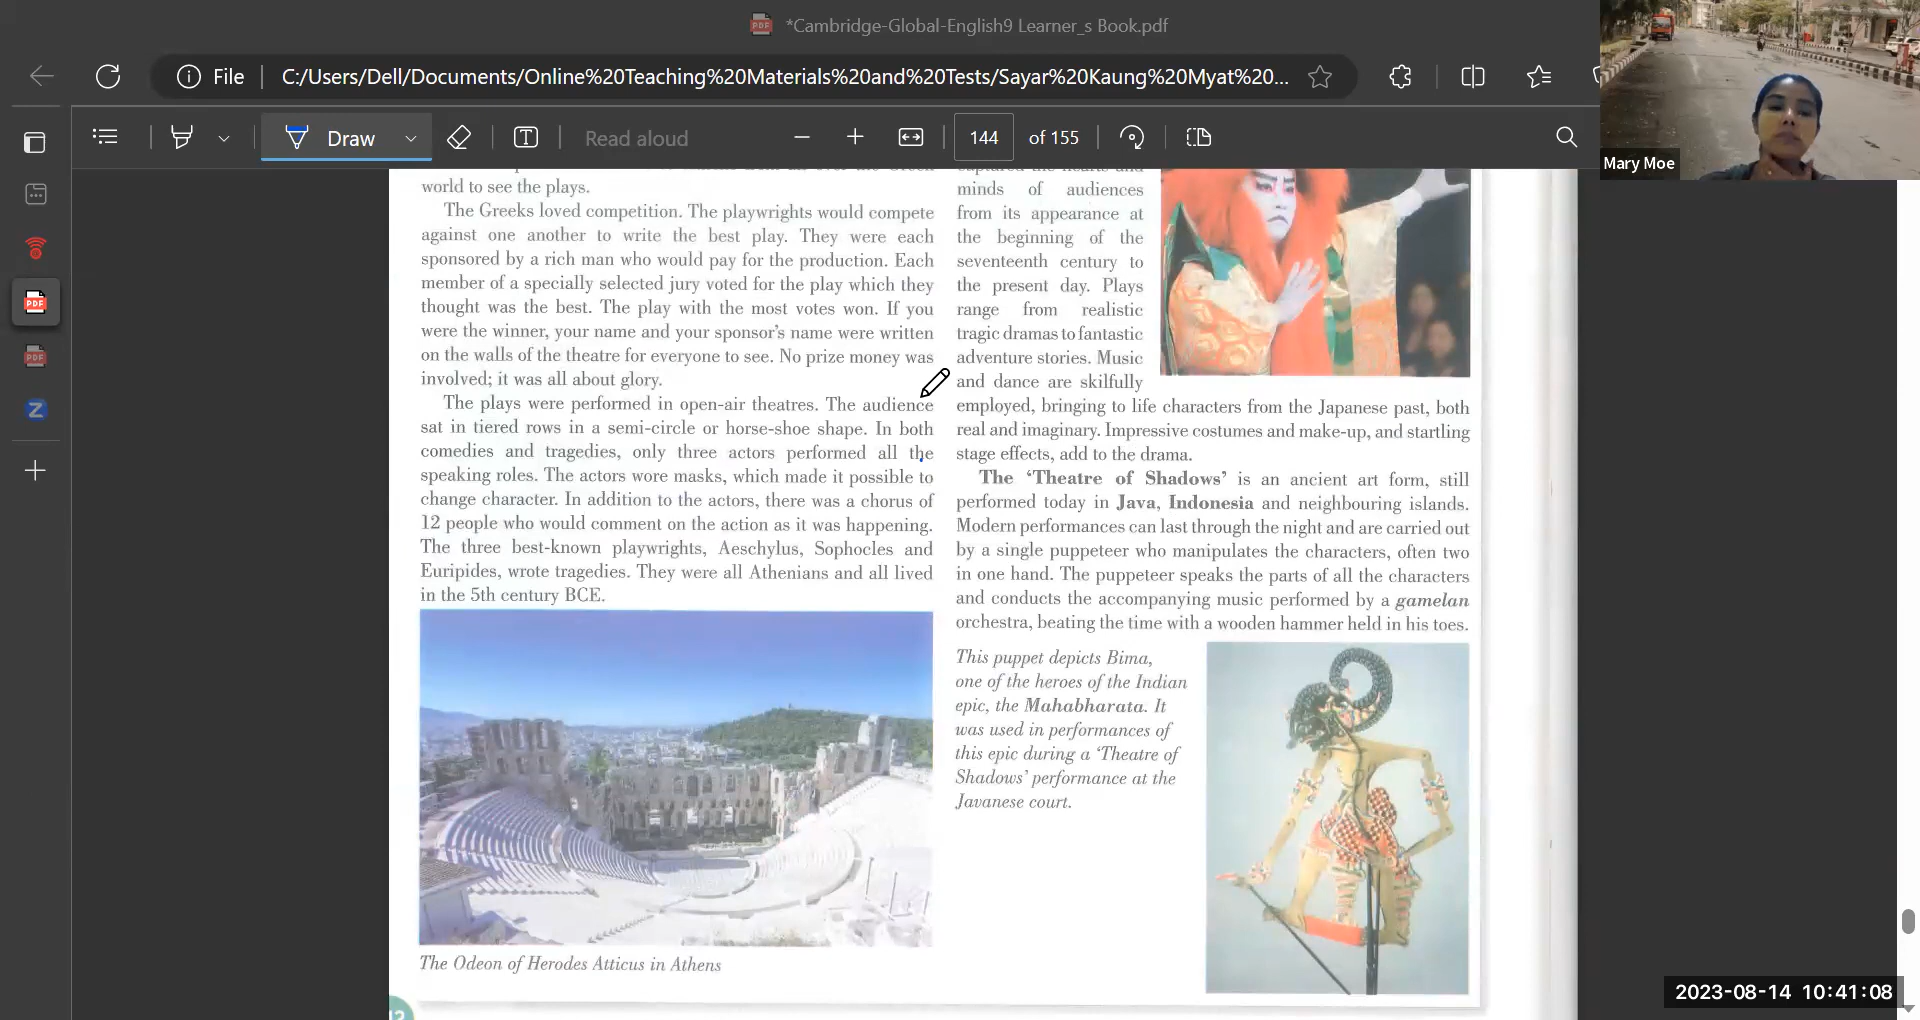 *Cambridge-Global-English9 Learner_s Book.pdf
File
C:/Users/Dell/Documents/Online%20Teaching%20Materials%20and%20Tests/Sayar%20Kaung%20Myat%20...
Mary Moe
Draw
Read aloud
144
of 155
world to see the plays.
The Greeks loved competition. The playwrights would compete
against one another to write the best play. They were each
sponsored by a rich man who would pay for the production. Each
member of a specially selected jury voted for the play which they
thought was the best. The play with the most votes won. If you
were the winner, your name and your sponsor's name were written
on the walls of the theatre for everyone to see. No prize money was
involved; it was all about glory.
The plays were performed in open-air theatres. The audience
sat in tiered rows in a semi-circle or horse-shoe shape. In both
comedies and tragedies, only three actors performed all the
speaking roles. The actors wore masks, which made it possible to
change character. In addition to the actors, there was a chorus of
12 people who would comment on the action as it was happening.
The three best-known playwrights, Aeschylus, Sophocles and
Euripides, wrote tragedies. They were all Athenians and all lived
in the 5th century BCE.
The Odeon of Herodes Atticus in Athens
captured the hearts and
minds of audiences
from its appearance at
the beginning of the
seventeenth century to
the present day. Plays
range from realistic
tragic dramas to fantastic
adventure stories. Music
and dance are skilfully
employed, bringing to life characters from the Japanese past, both
real and imaginary. Impressive costumes and make-up, and startling
stage effects, add to the drama.
The ‘Theatre of Shadows’ is an ancient art form, still
performed today in Java, Indonesia and neighbouring islands.
Modern performances can last through the night and are carried out
by a single puppeteer who manipulates the characters, often two
in one hand. The puppeteer speaks the parts of all the characters
and conducts the accompanying music performed by a gamelan
orchestra, beating the time with a wooden hammer held in his toes.
This puppet depicts Bima,
one of the heroes of the Indian
epic, the Mahabharata. It
was used in performances of
this epic during a ‘Theatre of
Shadows’ performance at the
Javanese court.
2023-08-14 10:41:08